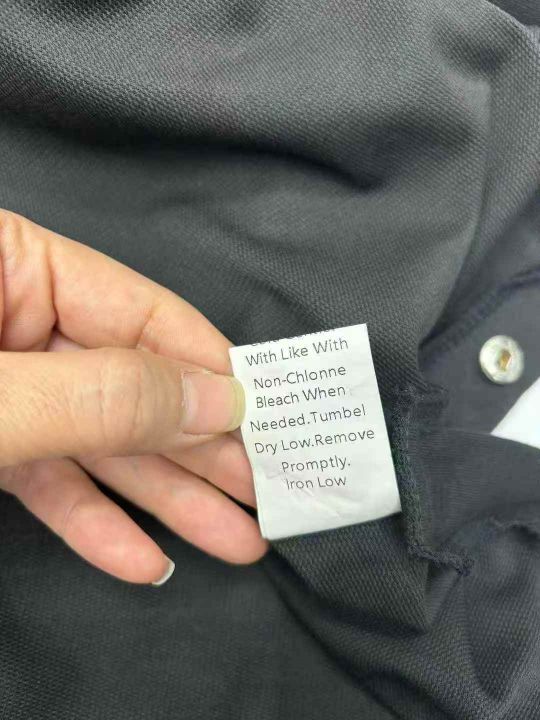 With Like With
Non-Chlonne
Bleach When
Needed.Tumbel
Dry Low.Remove
Promptly.
Iron Low